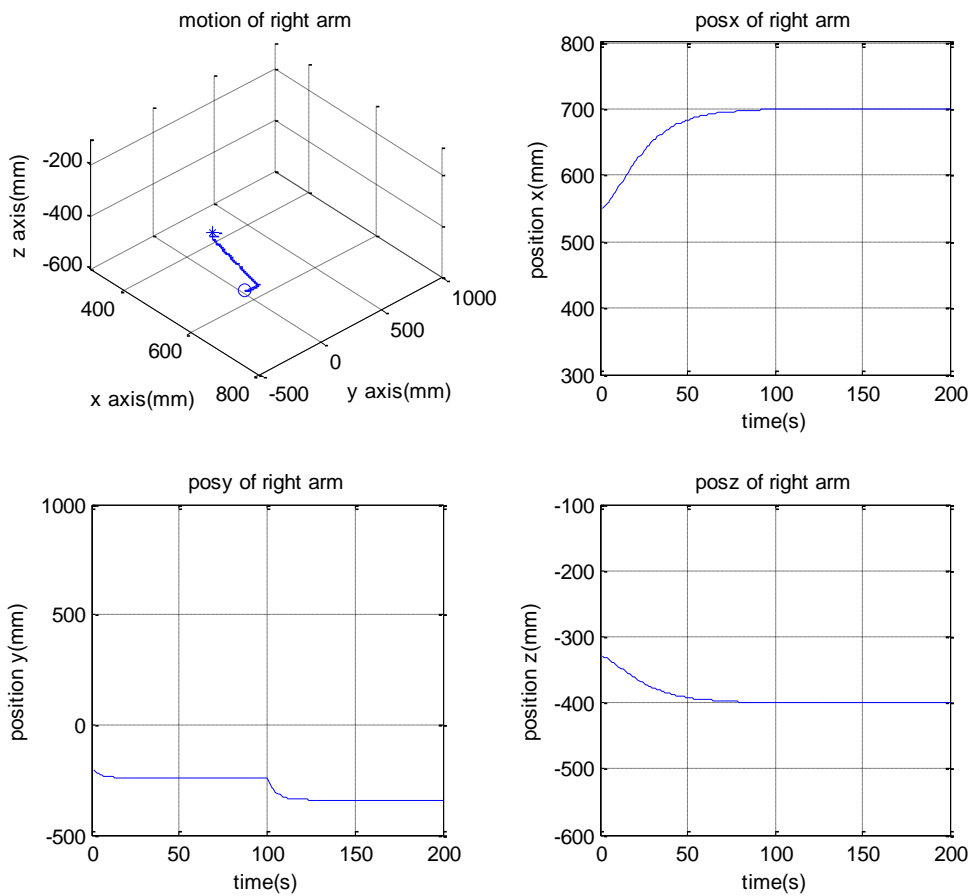 motion of right arm
-200
-400
-600
z axis(mm)
400
600
800
x axis(mm)
-500
0
500
1000
y axis(mm)
posx of right arm
800
700
600
500
400
300
position x(mm)
0 50 100 150 200
time(s)
posy of right arm
1000
500
0
-500
position y(mm)
0 50 100 150 200
time(s)
posz of right arm
-100
-200
-300
-400
-500
-600
position z(mm)
0 50 100 150 200
time(s)